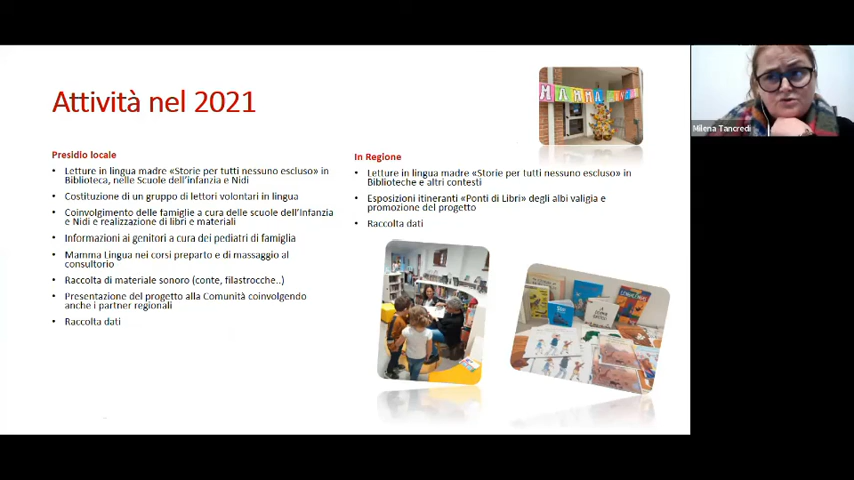 Attività nel 2021
Presidio locale
• Letture in lingua madre «Storie per tutti nessuno escluso» in
Biblioteca, nelle Scuole dell'infanzia e Nidi
• Costituzione di un gruppo di lettori volontari in lingua
• Coinvolgimento delle famiglie a cura delle scuole dell'Infanzia
e Nidi e realizzazione di libri e materiali
• Informazioni ai genitori a cura dei pediatri di famiglia
• Mamma Lingua nei corsi preparto e di massaggio al
consultorio
• Raccolta di materiale sonoro (conte, filastrocche..)
• Presentazione del progetto alla Comunità coinvolgendo
anche i partner regionali
• Raccolta dati
In Regione
• Letture in lingua madre «Storie per tutti nessuno escluso» in
Biblioteche e altri contesti
• Esposizioni itineranti «Ponti di Libri» degli albi valigia e
promozione del progetto
• Raccolta dati
MAMMA
Milena Tancredi